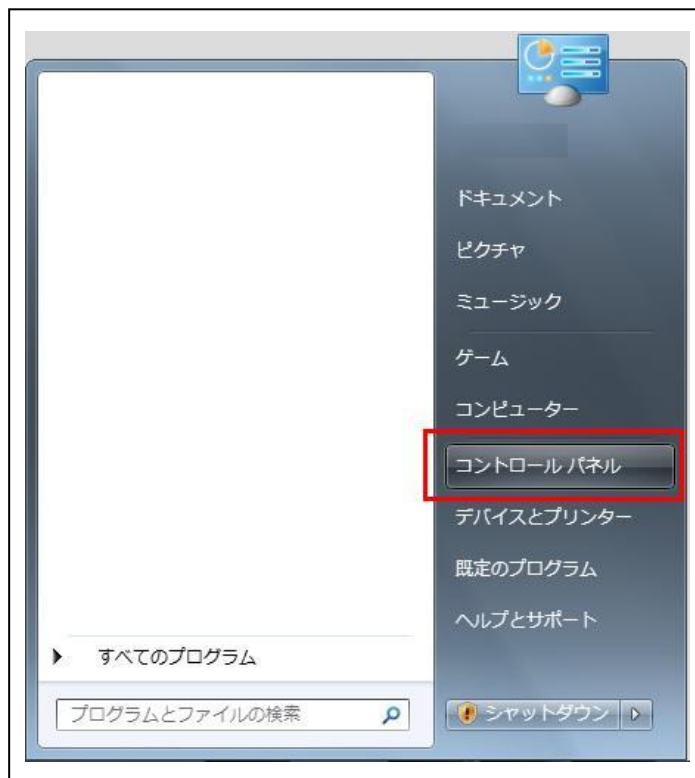 ドキュメント
ピクチャ
ミュージック
ゲーム
コンピューター
コントロール パネル
デバイスとプリンター
既定のプログラム
ヘルプとサポート
すべてのプログラム
プログラムとファイルの検索
シャットダウン